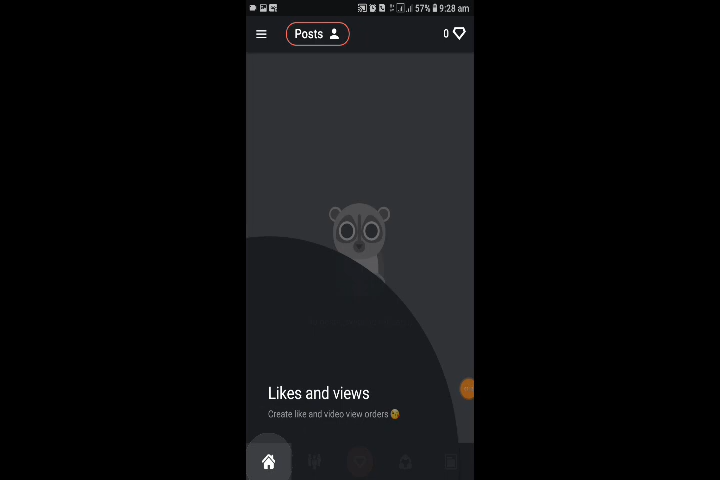 57% 9:28 am
Posts
0
Likes and views
Create like and video view orders 😘